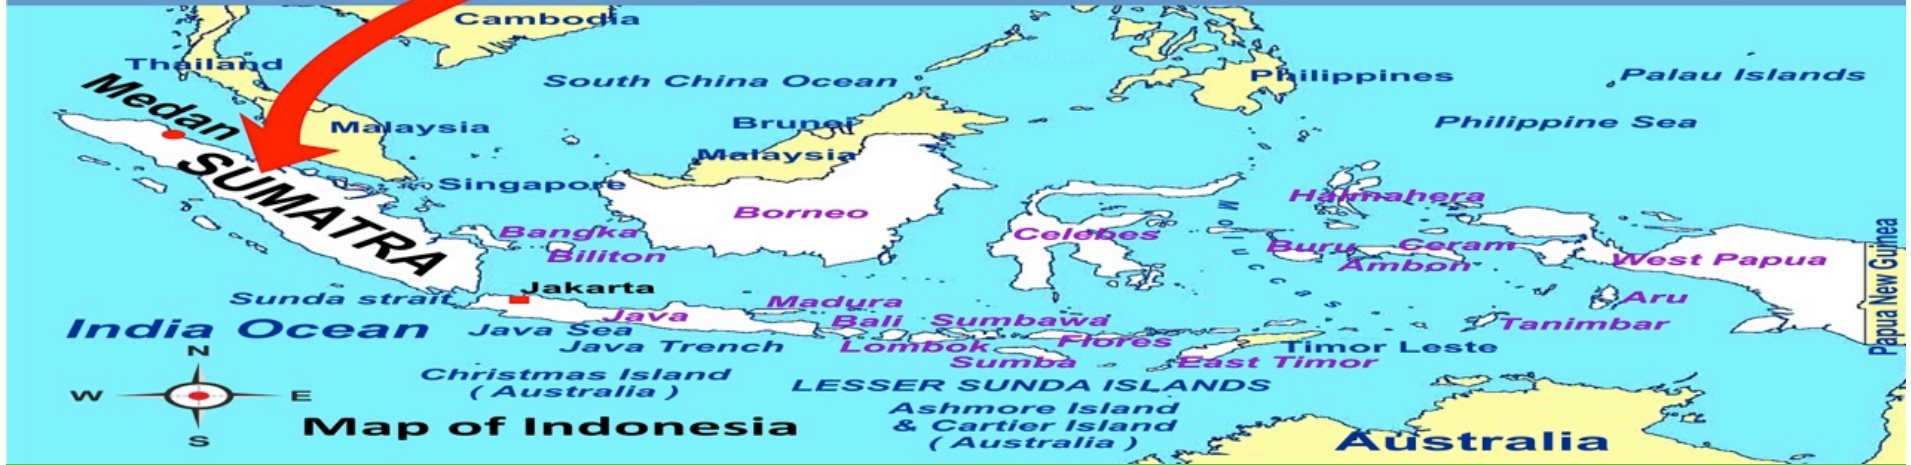 Cambodia
Thailand
South China Ocean
Philippines
Palau Islands
Medan
Malaysia
Brunei
Philippine Sea
Malaysia
SUMATRA
Singapore
Halmahera
Borneo
Moluccas
Bangka
Celebes
Buru
Ceram
Biliton
Ambon
West Papua
Papua New Guinea
Jakarta
Sunda strait
Madura
Aru
Java
Bali
Sumbawa
Tanimbar
India Ocean
Java Sea
Flores
Java Trench
Lombok
Timor Leste
Sumba
East Timor
N
W
E
S
Christmas Island
( Australia )
LESSER SUNDA ISLANDS
Ashmore Island
& Cartier Island
( Australia )
Map of Indonesia
Australia